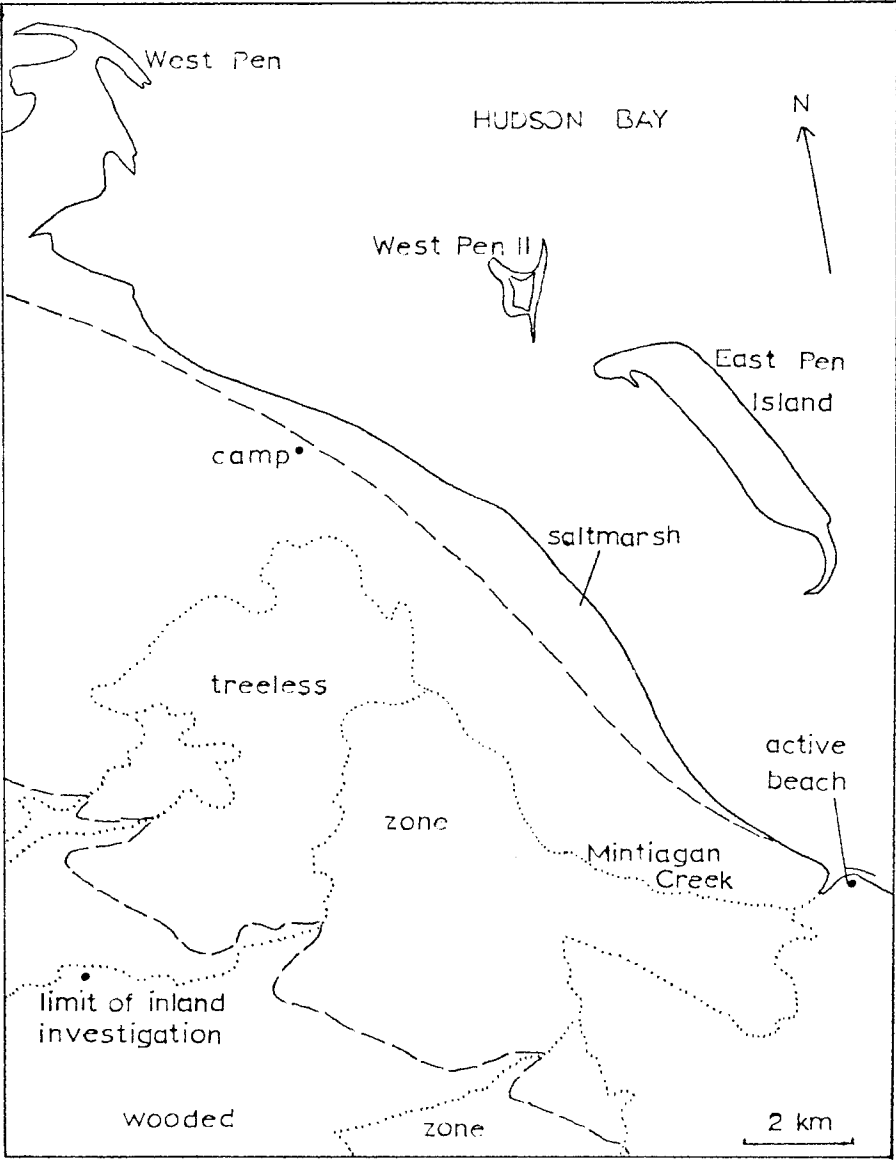 West Pen
HUDSON BAY
N
West Pen II
East Pen
Island
camp
saltmarsh
treeless
active
beach
zone
Mintiagan
Creek
limit of inland
investigation
wooded
zone
2 km